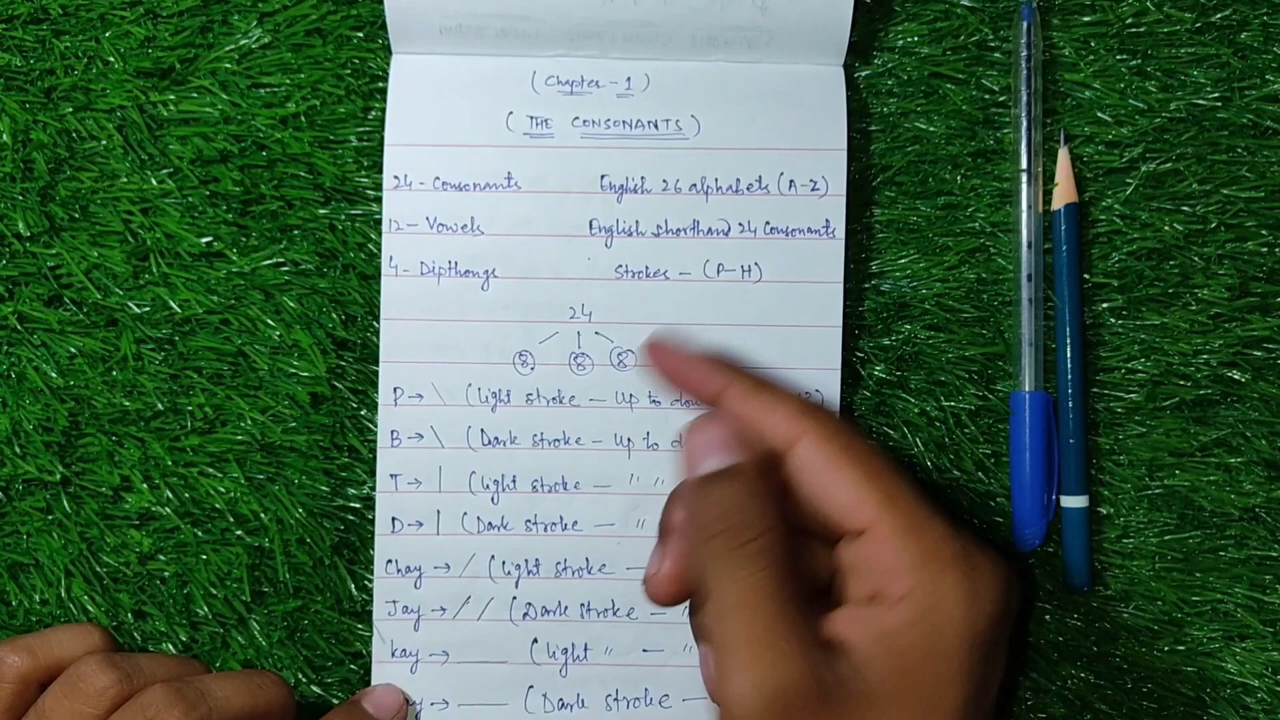 (Chapter - 1)
(THE CONSONANTS)
24 - Consonants English 26 alphabets (A-Z)
12 - Vowels English shorthand 24 Consonants
4 - Dipthongs Strokes - (P-H)
24
8 8 8
P → \ (light stroke - Up to
B → \ (Dark stroke - Up to
T → | (light stroke - " "
D → | (Dark stroke - "
Chay → / (light stroke -
Jay → / / (Dark stroke - "
kay → — (light " - "
→ — (Dark stroke -